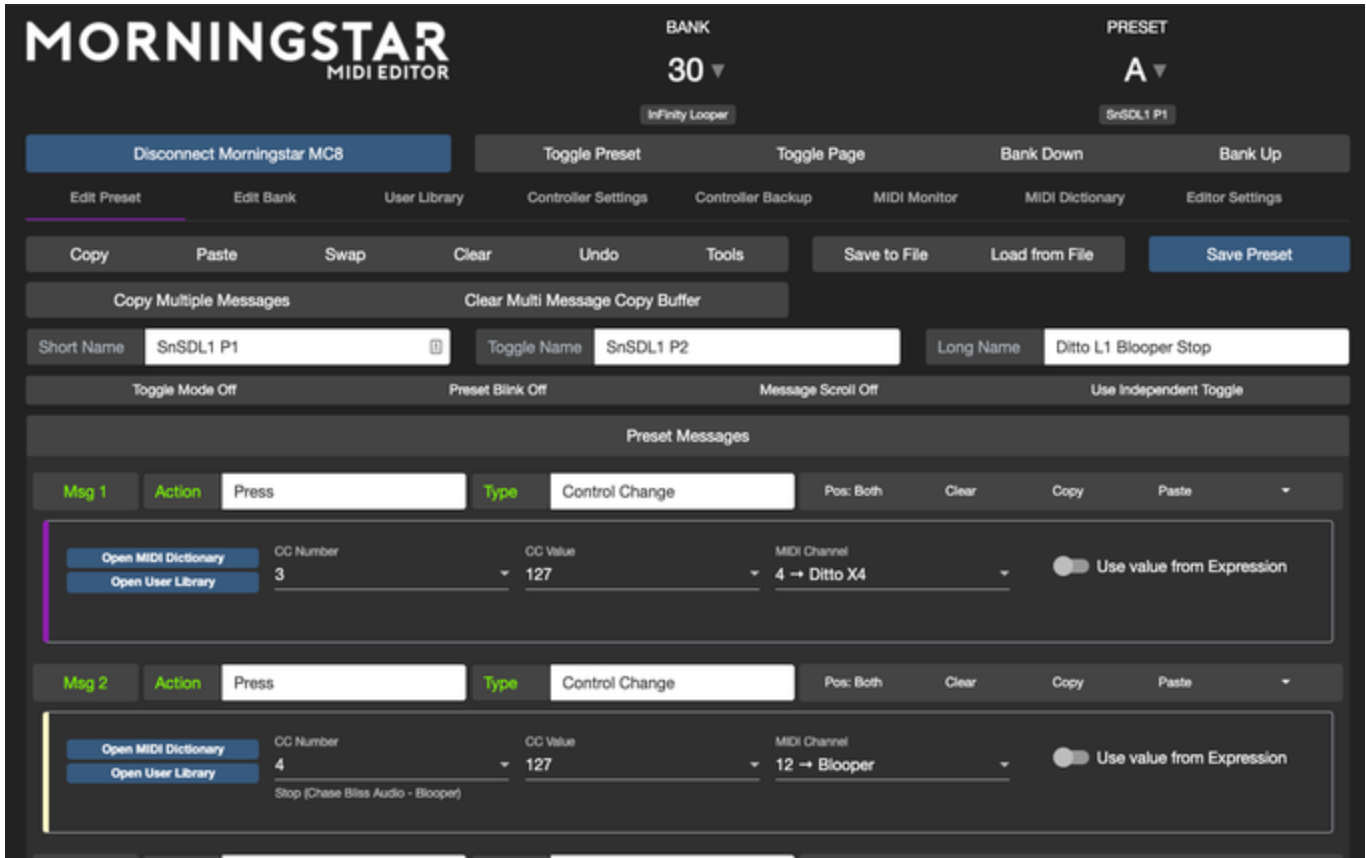 MORNINGSTAR
MIDI EDITOR
BANK
30
InFinity Looper
PRESET
A
SnSDL1 P1
Disconnect Morningstar MC8
Toggle Preset Toggle Page Bank Down Bank Up
Edit Preset Edit Bank User Library Controller Settings Controller Backup MIDI Monitor MIDI Dictionary Editor Settings
Copy Paste Swap Clear Undo Tools Save to File Load from File Save Preset
Copy Multiple Messages Clear Multi Message Copy Buffer
Short Name SnSDL1 P1 Toggle Name SnSDL1 P2 Long Name Ditto L1 Blooper Stop
Toggle Mode Off Preset Blink Off Message Scroll Off Use Independent Toggle
Preset Messages
Msg 1 Action Press Type Control Change Pos: Both Clear Copy Paste
Open MIDI Dictionary
Open User Library
CC Number CC Value MIDI Channel
3 127 4 → Ditto X4 Use value from Expression
Msg 2 Action Press Type Control Change Pos: Both Clear Copy Paste
Open MIDI Dictionary
Open User Library
CC Number CC Value MIDI Channel
4 127 12 → Blooper Use value from Expression
Stop (Chase Bliss Audio - Blooper)